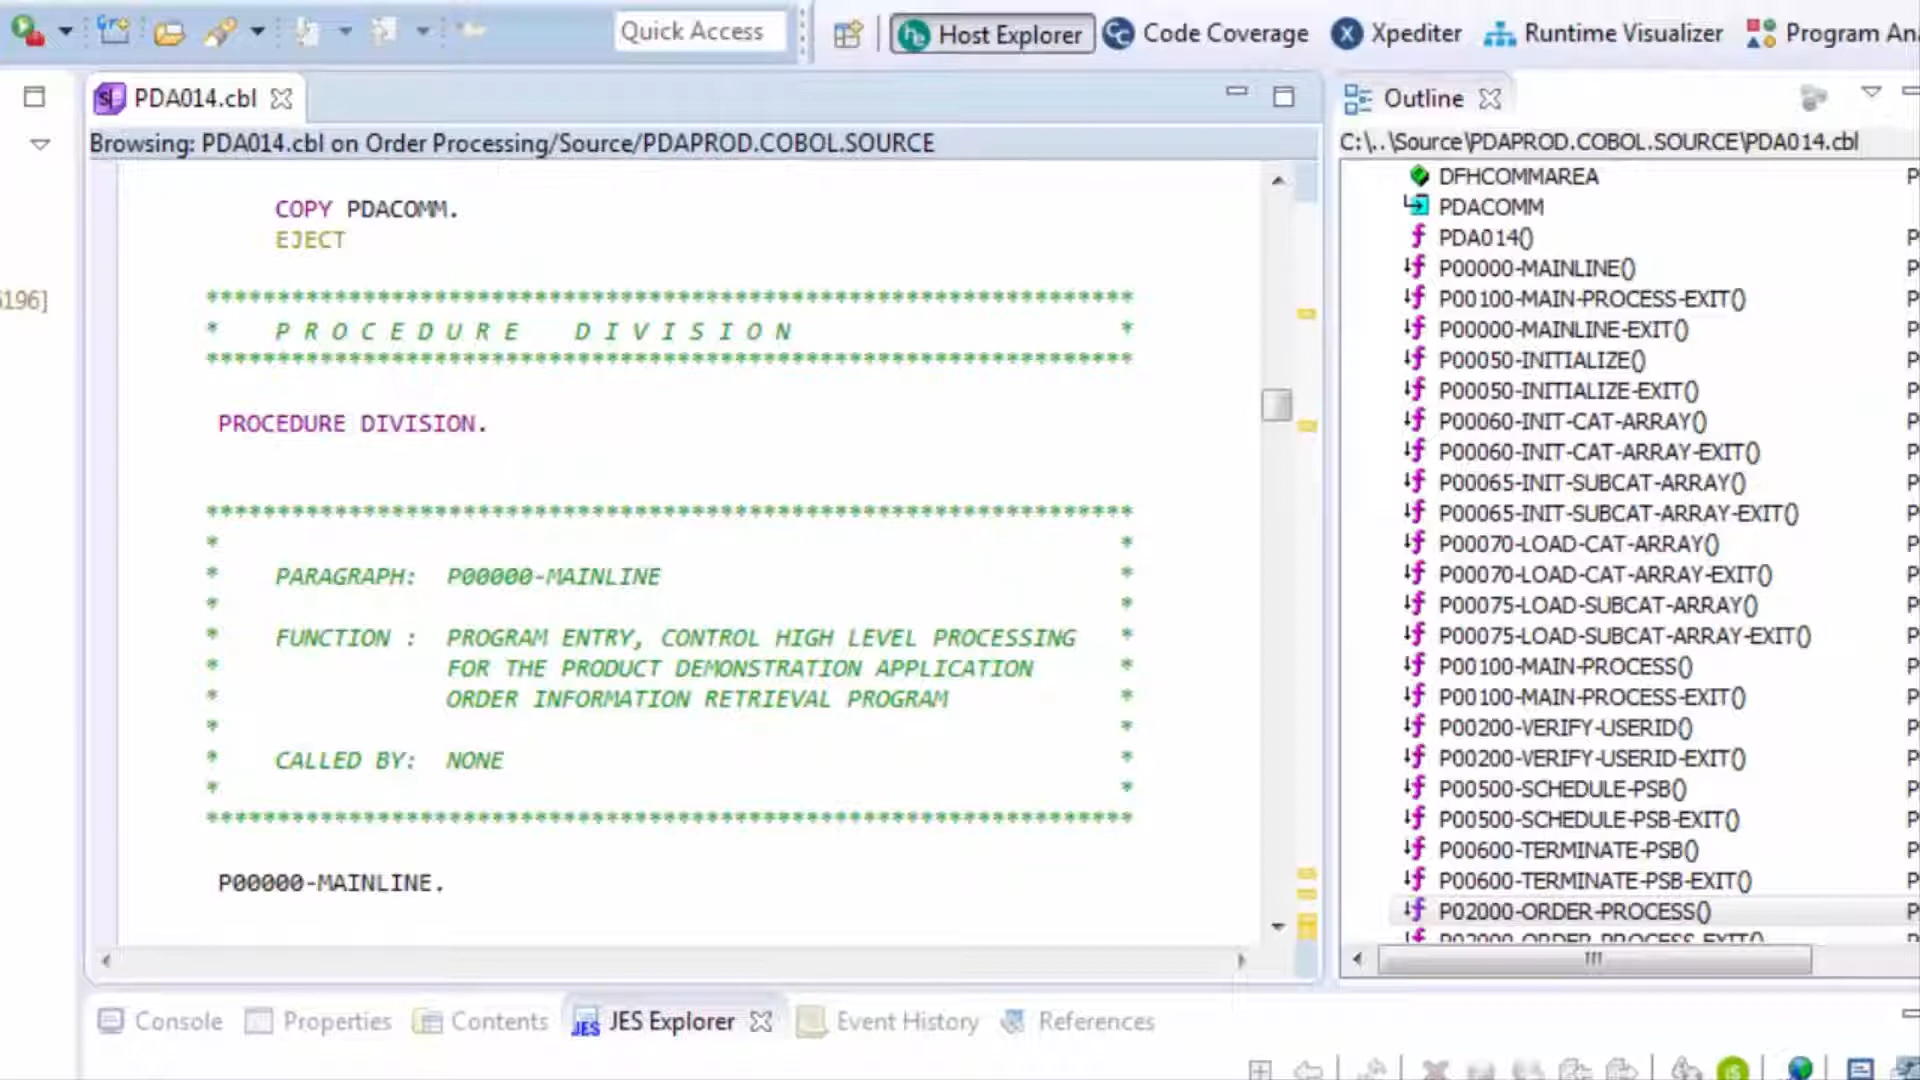 Quick Access
Host Explorer
Code Coverage
Xpediter
Runtime Visualizer
Program An
PDA014.cbl
Browsing: PDA014.cbl on Order Processing/Source/PDAPROD.COBOL.SOURCE
196]
COPY PDACOMM.
EJECT
*****************************************************************
* P R O C E D U R E   D I V I S I O N *
*****************************************************************
PROCEDURE DIVISION.
*****************************************************************
* *
* PARAGRAPH: P00000-MAINLINE *
* *
* FUNCTION : PROGRAM ENTRY, CONTROL HIGH LEVEL PROCESSING *
* FOR THE PRODUCT DEMONSTRATION APPLICATION *
* ORDER INFORMATION RETRIEVAL PROGRAM *
* *
* CALLED BY: NONE *
* *
*****************************************************************
P00000-MAINLINE.
Outline
C:\..\Source\PDAPROD.COBOL.SOURCE\PDA014.cbl
DFHCOMMAREA P
PDACOMM
PDA014() P
P00000-MAINLINE() P
P00100-MAIN-PROCESS-EXIT() P
P00000-MAINLINE-EXIT() P
P00050-INITIALIZE() P
P00050-INITIALIZE-EXIT() P
P00060-INIT-CAT-ARRAY() P
P00060-INIT-CAT-ARRAY-EXIT() P
P00065-INIT-SUBCAT-ARRAY() P
P00065-INIT-SUBCAT-ARRAY-EXIT() P
P00070-LOAD-CAT-ARRAY() P
P00070-LOAD-CAT-ARRAY-EXIT() P
P00075-LOAD-SUBCAT-ARRAY() P
P00075-LOAD-SUBCAT-ARRAY-EXIT() P
P00100-MAIN-PROCESS() P
P00100-MAIN-PROCESS-EXIT() P
P00200-VERIFY-USERID() P
P00200-VERIFY-USERID-EXIT() P
P00500-SCHEDULE-PSB() P
P00500-SCHEDULE-PSB-EXIT() P
P00600-TERMINATE-PSB() P
P00600-TERMINATE-PSB-EXIT() P
P02000-ORDER-PROCESS() P
P02000-ORDER-PROCESS-EXIT()
Console
Properties
Contents
JES Explorer
Event History
References